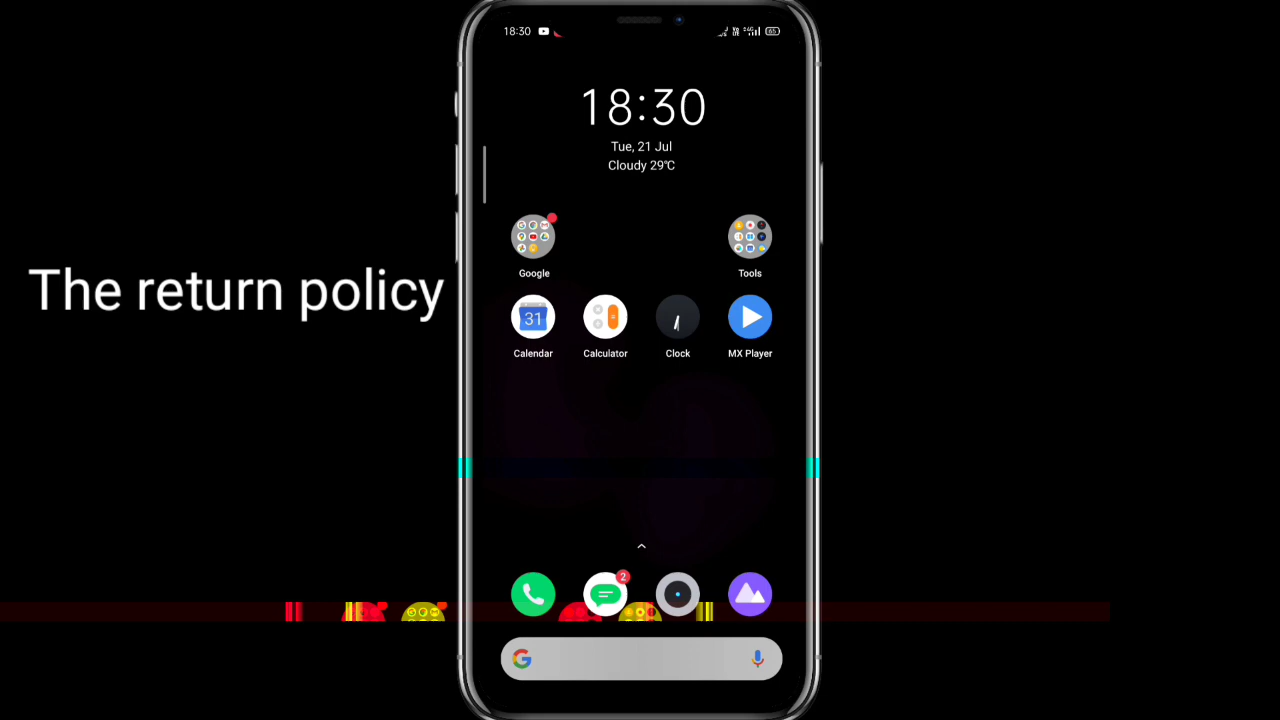 18:30
18:30
Tue, 21 Jul
Cloudy 29°C
The return policy
Google
Tools
31
Calendar
Calculator
Clock
MX Player
2